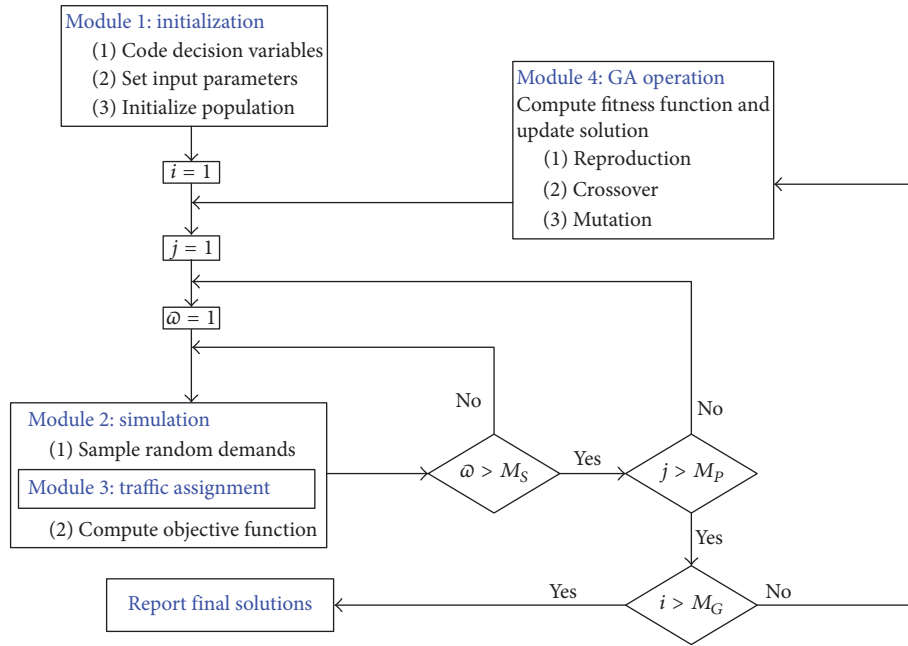 Module 1: initialization
(1) Code decision variables
(2) Set input parameters
(3) Initialize population
i = 1
j = 1
ϖ = 1
Module 2: simulation
(1) Sample random demands
Module 3: traffic assignment
(2) Compute objective function
No
ϖ > M_S
Yes
No
j > M_P
Yes
Module 4: GA operation
Compute fitness function and
update solution
(1) Reproduction
(2) Crossover
(3) Mutation
Report final solutions
Yes
i > M_G
No